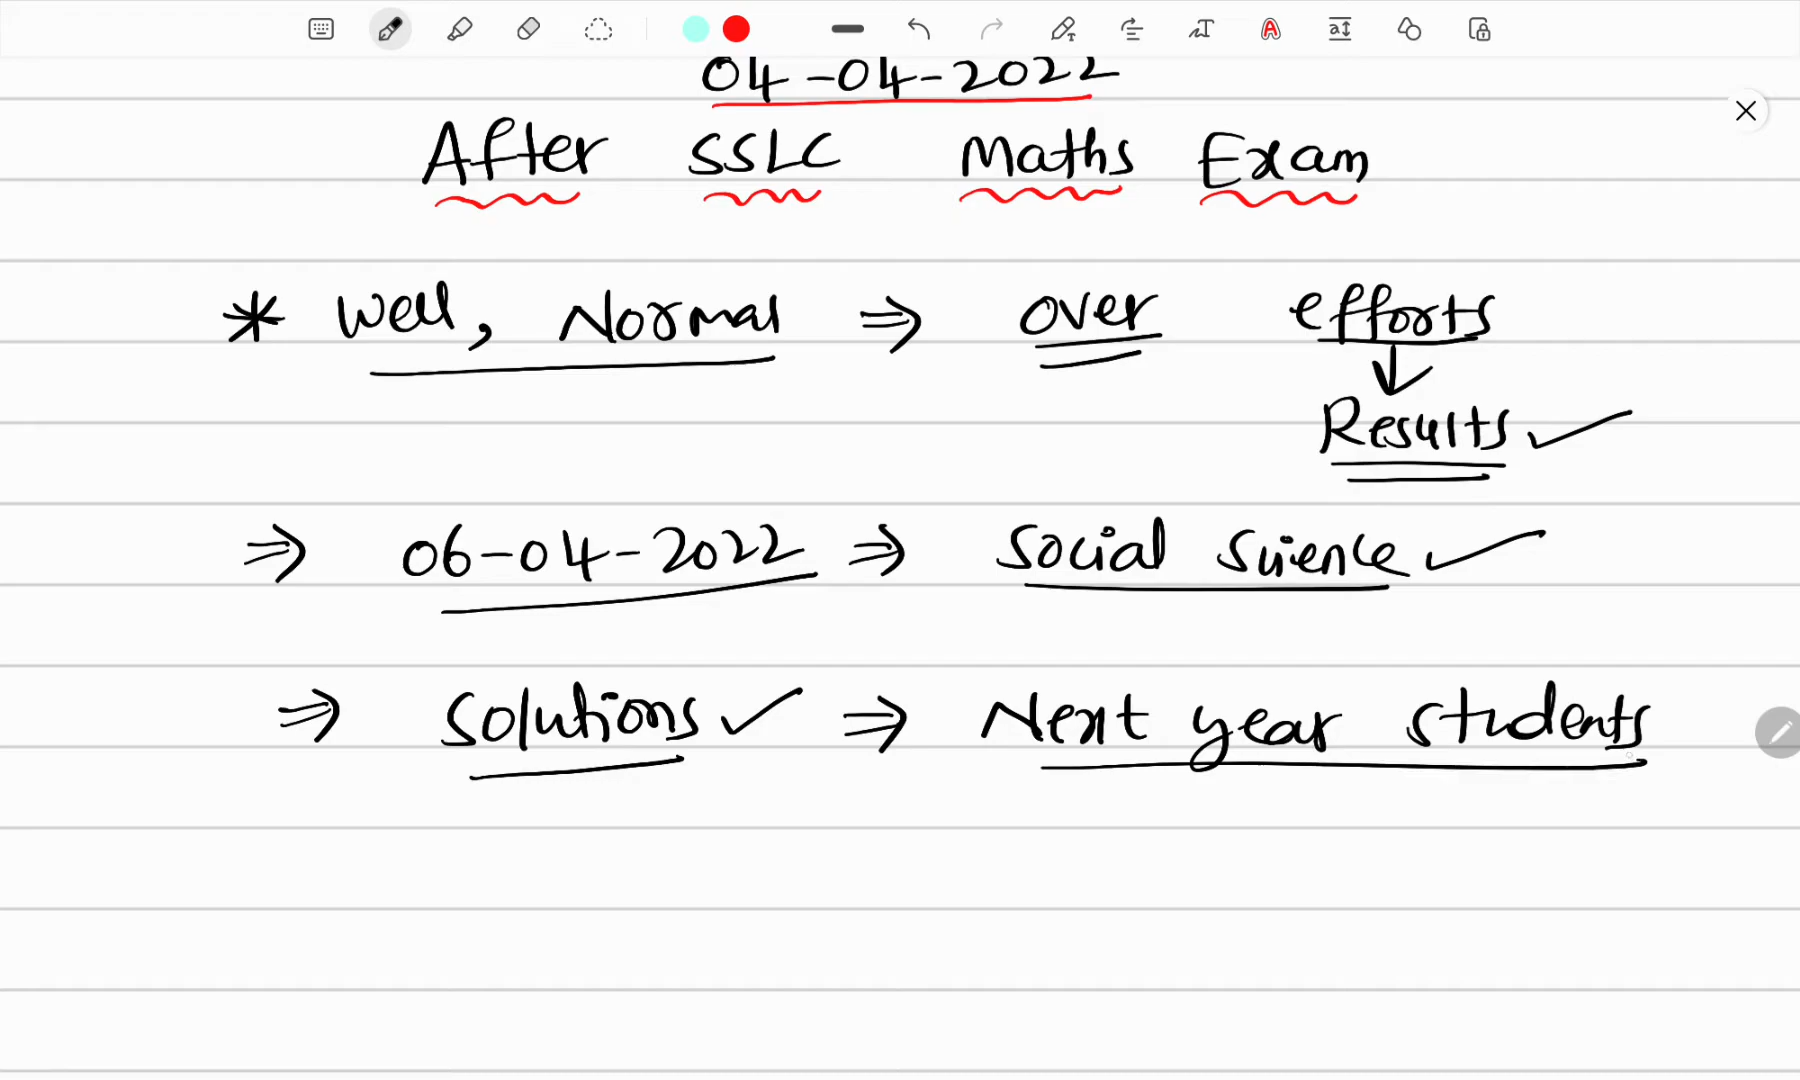 04-04-2022
After SSLC Maths Exam
* Well, Normal ⇒ over efforts
↓
Results ✓
⇒ 06-04-2022 ⇒ Social Science ✓
⇒ Solutions ✓ ⇒ Next year students